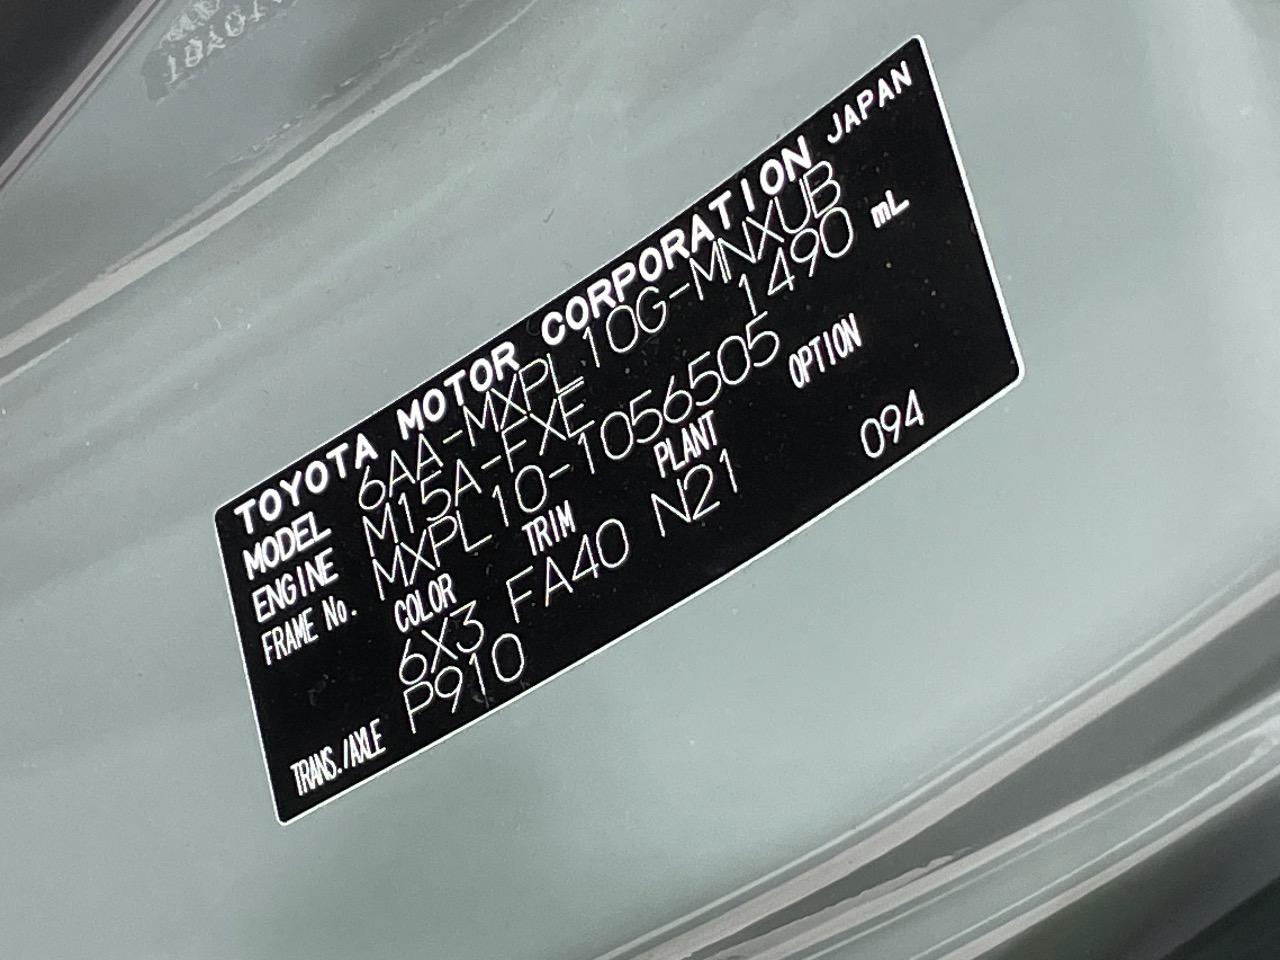 TOYOTA MOTOR CORPORATION JAPAN
MODEL 6AA-MXPL10G-MNXUB
ENGINE M15A-FXE 1490 mL
FRAME No. MXPL10-1056505
COLOR TRIM PLANT OPTION
6X3 FA40 N21 094
TRANS./AXLE P910